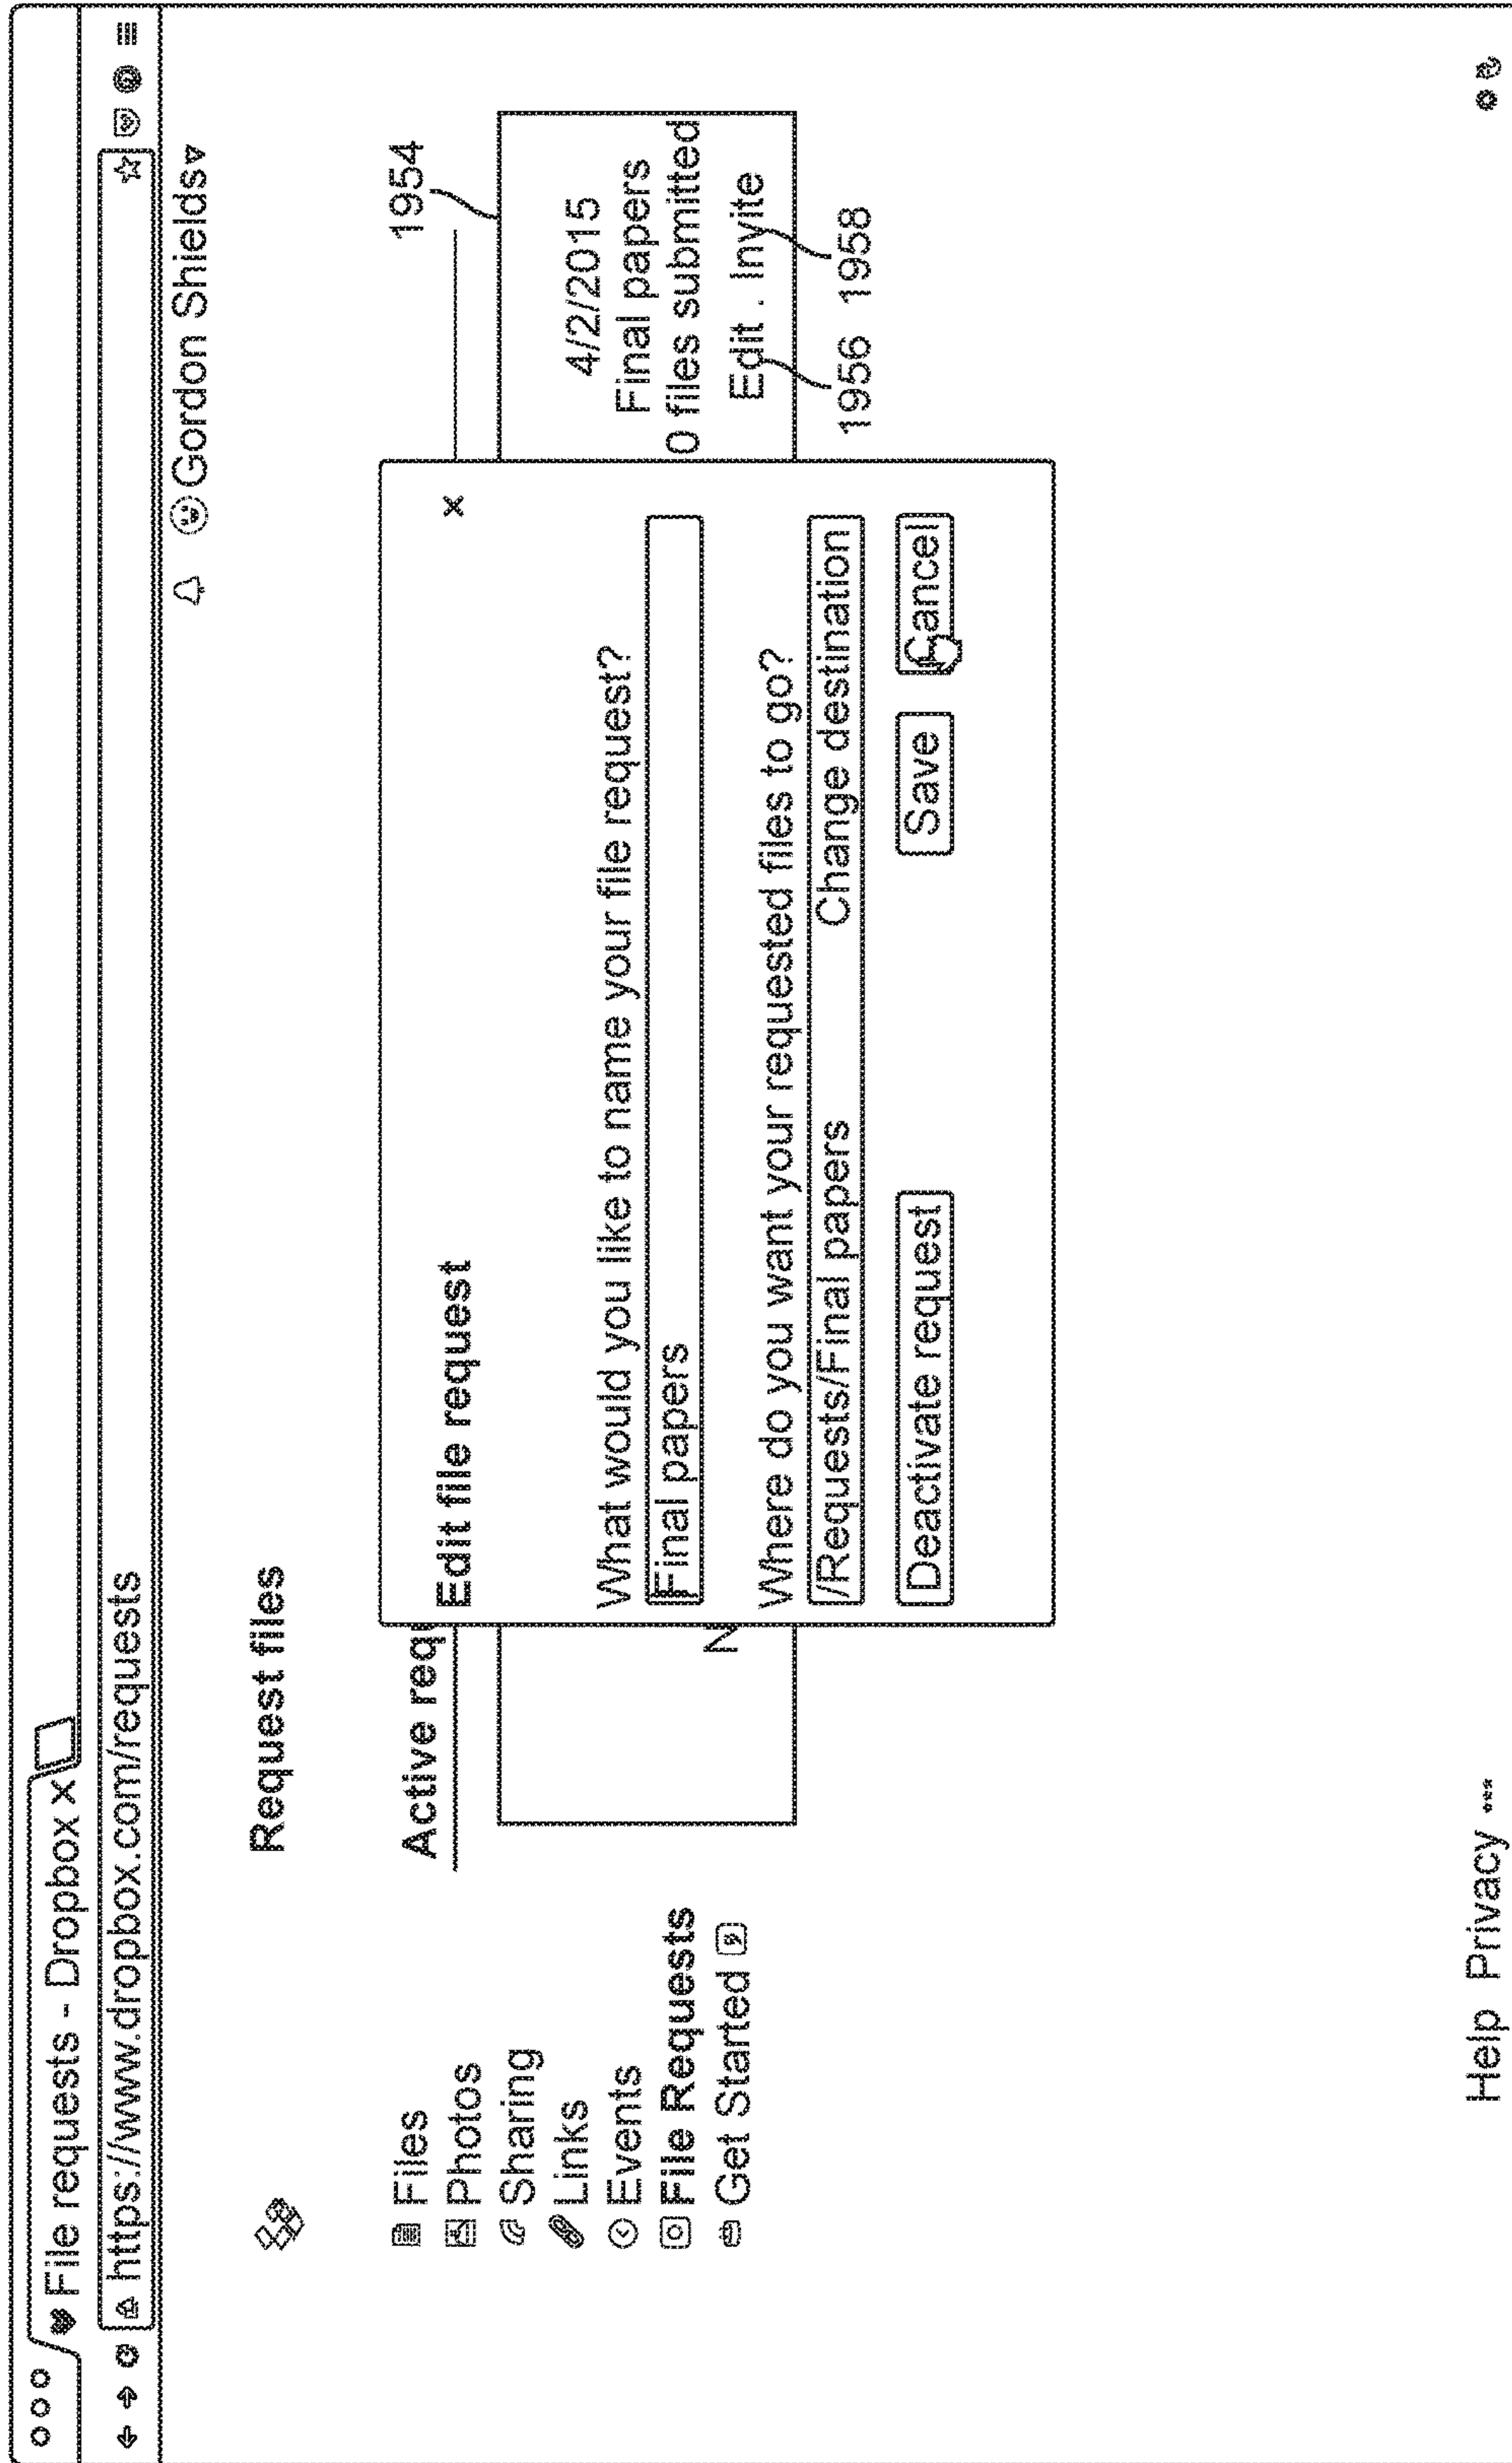 File requests - Dropbox x
https://www.dropbox.com/requests
Gordon Shields
Request files
Files
Photos
Sharing
Links
Events
File Requests
Get Started
Active req
1954
4/2/2015
Final papers
0 files submitted
Edit . Invite
1956 1958
N
Edit file request
x
What would you like to name your file request?
Final papers
Where do you want your requested files to go?
/Requests/Final papers Change destination
Deactivate request Save Cancel
Help Privacy •••